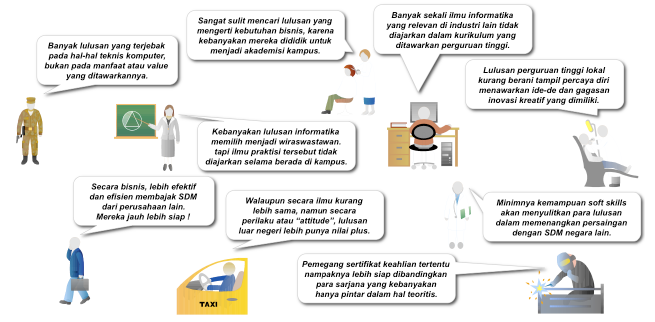 Sangat sulit mencari lulusan yang
mengerti kebutuhan bisnis, karena
kebanyakan mereka dididik untuk
menjadi akademisi kampus.
Banyak sekali ilmu informatika
yang relevan di industri lain tidak
diajarkan dalam kurikulum yang
ditawarkan perguruan tinggi.
Banyak lulusan yang terjebak
pada hal-hal teknis komputer,
bukan pada manfaat atau value
yang ditawarkannya.
Lulusan perguruan tinggi lokal
kurang berani tampil percaya diri
menawarkan ide-de dan gagasan
inovasi kreatif yang dimiliki.
Kebanyakan lulusan informatika
memilih menjadi wiraswastawan.
tapi ilmu praktisi tersebut tidak
diajarkan selama berada di kampus.
Secara bisnis, lebih efektif
dan efisien membajak SDM
dari perusahaan lain.
Mereka jauh lebih siap !
Walaupun secara ilmu kurang
lebih sama, namun secara
perilaku atau “attitude”, lulusan
luar negeri lebih punya nilai plus.
Minimnya kemampuan soft skills
akan menyulitkan para lulusan
dalam memenangkan persaingan
dengan SDM negara lain.
Pemegang sertifikat keahlian tertentu
nampaknya lebih siap dibandingkan
para sarjana yang kebanyakan
hanya pintar dalam hal teoritis.
TAXI